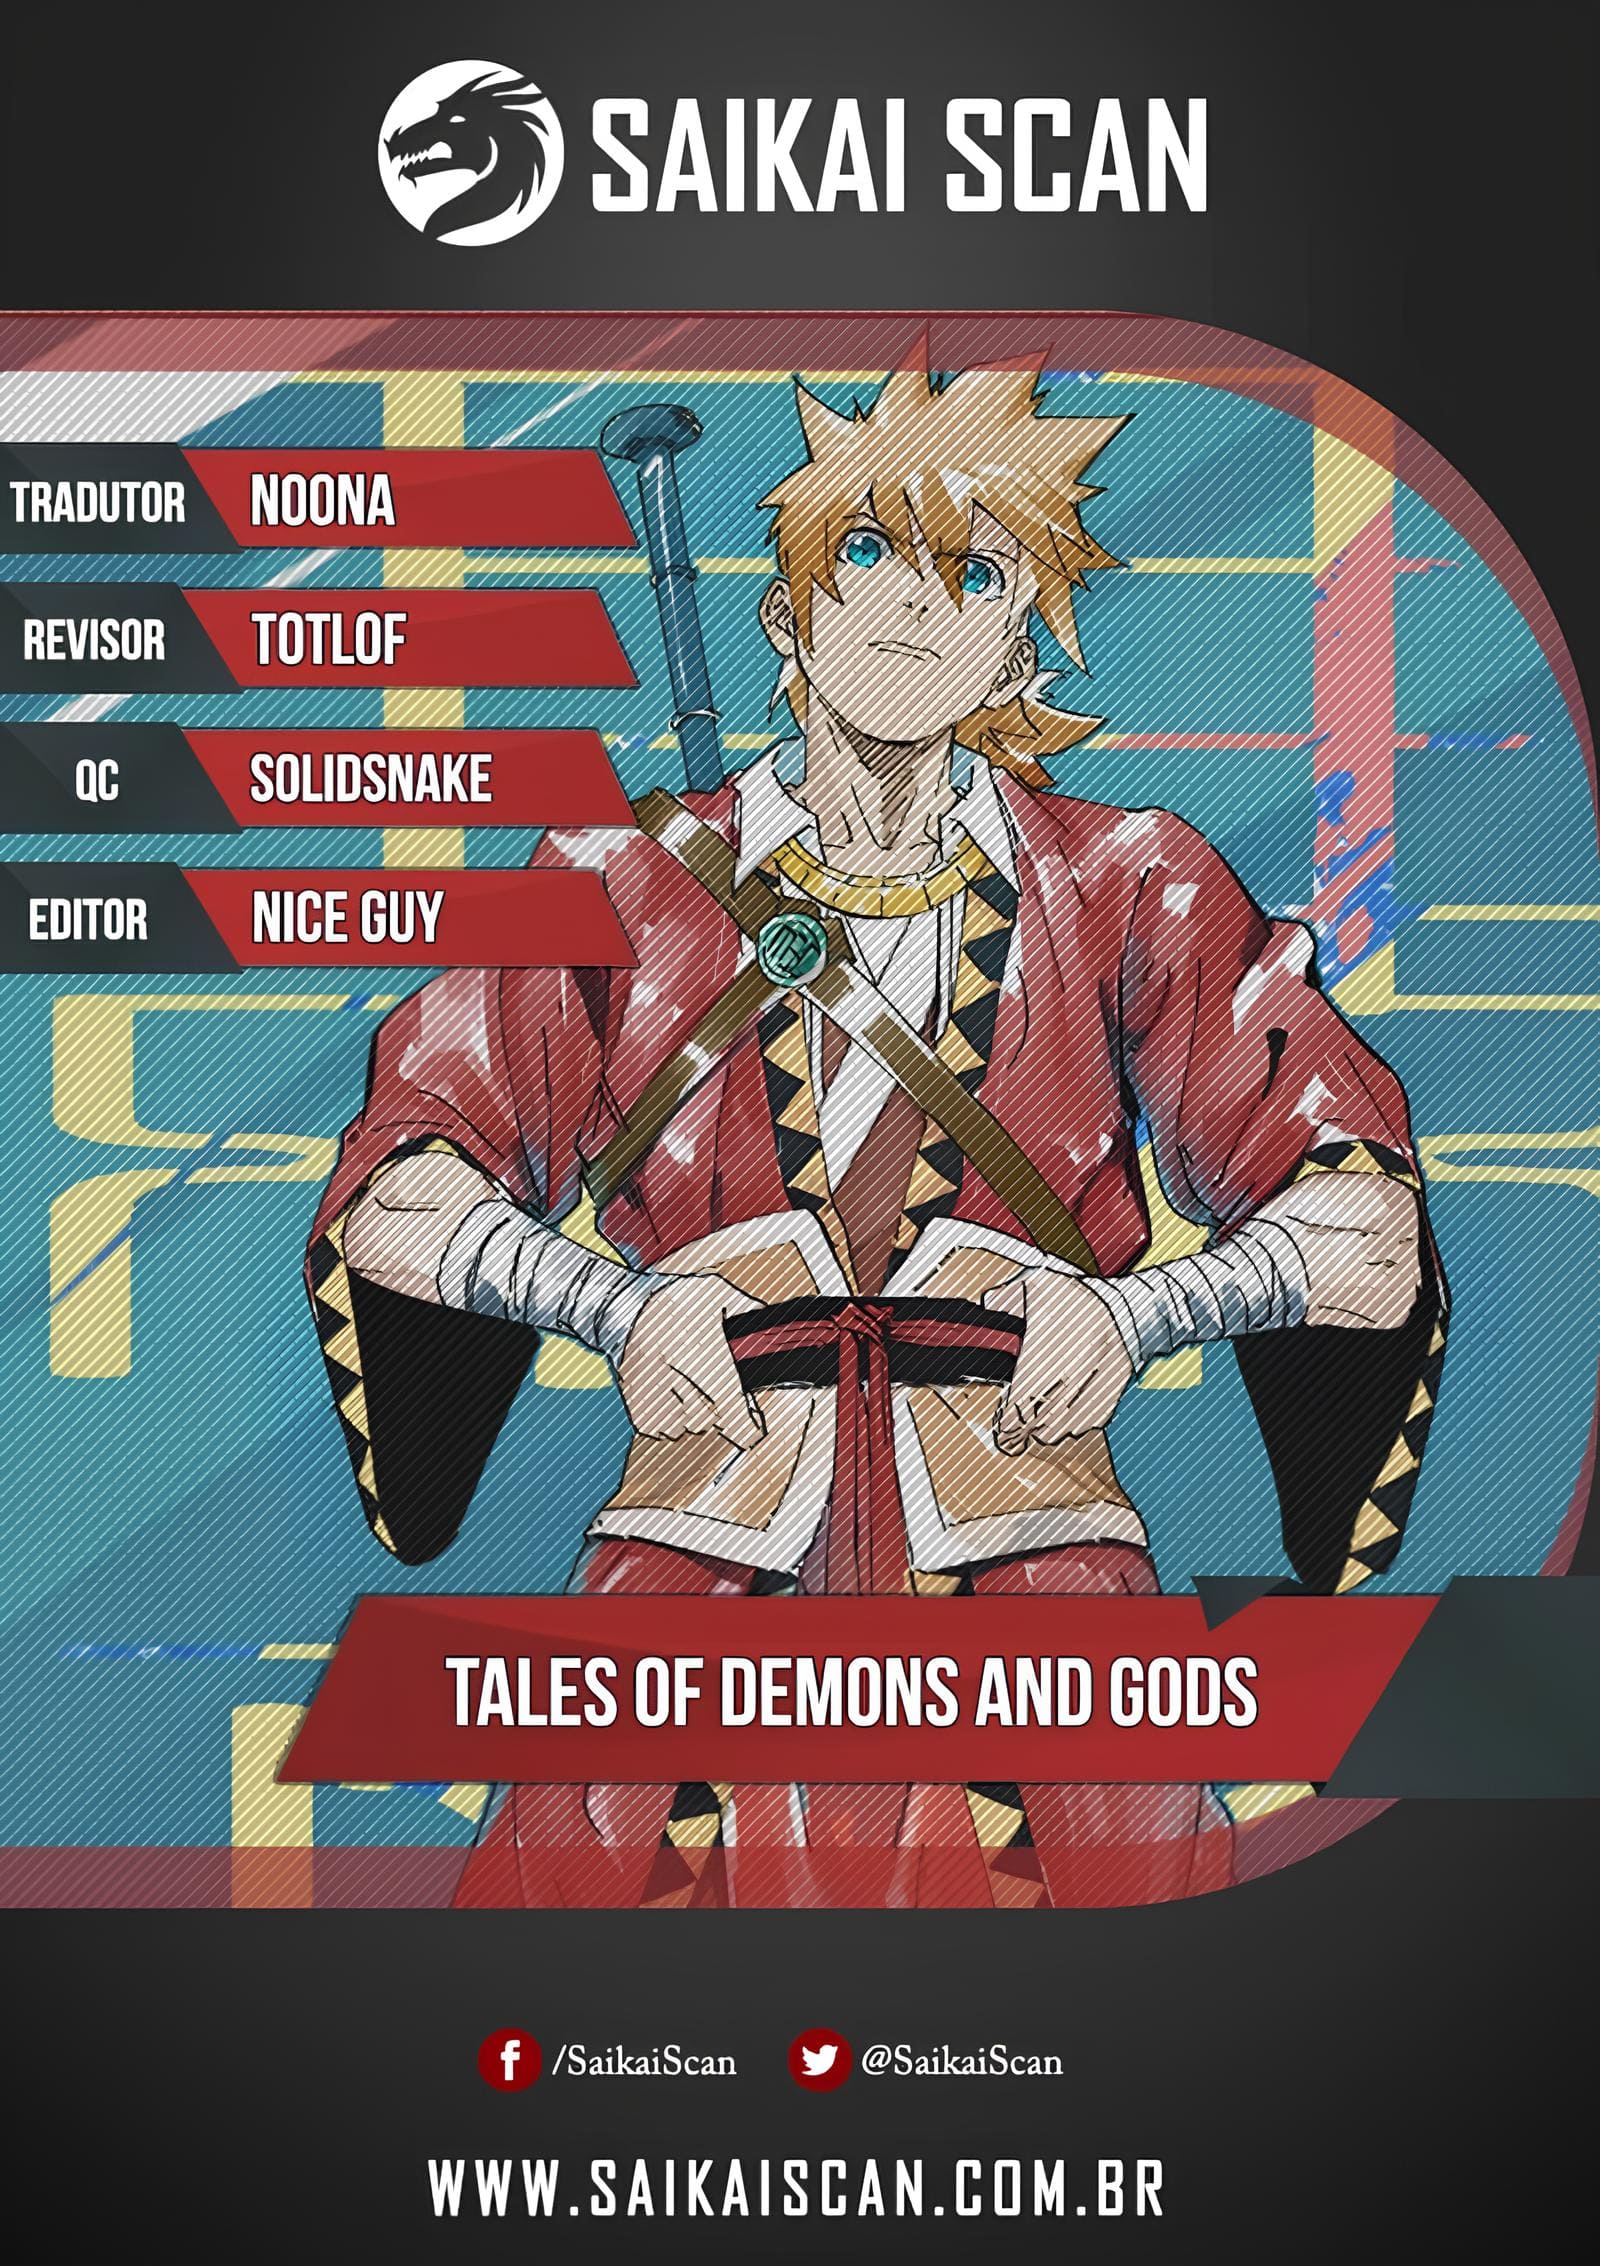 SAIKAI SCAN
TRADUTOR NOONA
REVISOR TOTLOF
QC SOLIDSNAKE
EDITOR NICE GUY
TALES OF DEMONS AND GODS
/SaikaiScan @SaikaiScan
WWW.SAIKAISCAN.COM.BR